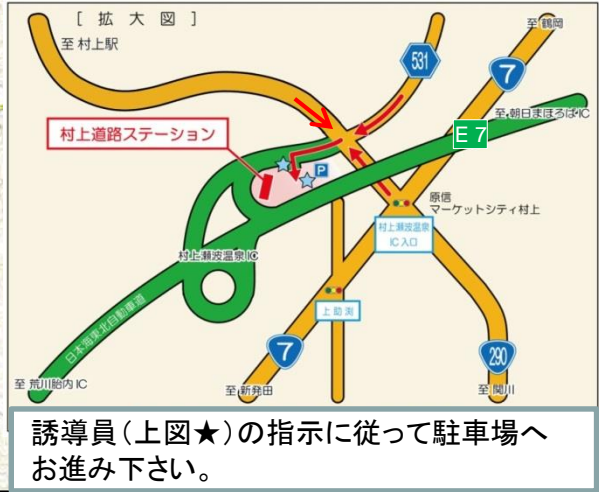 [ 拡 大 図 ]
至 村上駅
至 鶴岡
531
7
至 朝日まほろばIC
E 7
村上道路ステーション
P
原信
マーケットシティ村上
村上瀬波温泉
IC 入口
村上瀬波温泉IC
上助渕
日本海東北自動車道
7
290
至 荒川胎内 IC
至 新発田
至 関川
誘導員(上図★)の指示に従って駐車場へ
お進み下さい。